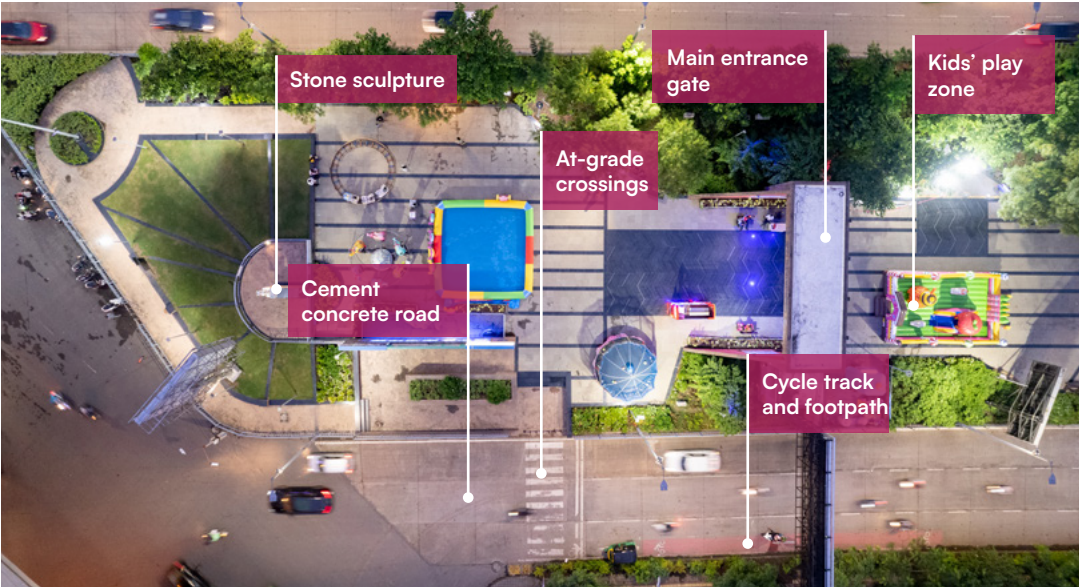 Stone sculpture
Main entrance
gate
Kids’ play
zone
At-grade
crossings
Cement
concrete road
Cycle track
and footpath